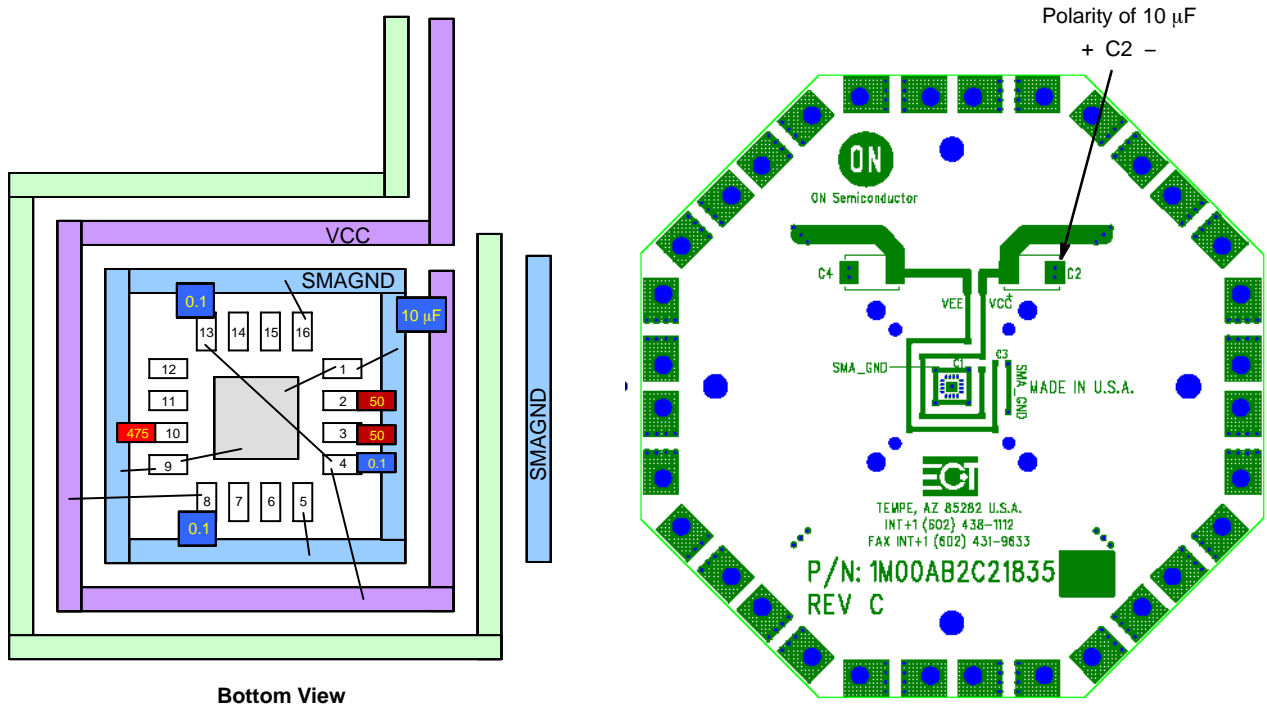 Polarity of 10 μF
+ C2 −
VCC
SMAGND
0.1
10 μF
13 14 15 16
12 1
11 2 50
475 10 3 50
9 4 0.1
8 7 6 5
0.1
SMAGND
Bottom View
ON
ON Semiconductor
C4
C2
VEE VCC
+
SMA_GND
C1
C3
SMA_GND
MADE IN U.S.A.
ECT
TEMPE, AZ 85282 U.S.A.
INT+1 (602) 438-1112
FAX INT+1 (602) 431-9633
P/N: 1M00AB2C21835
REV C